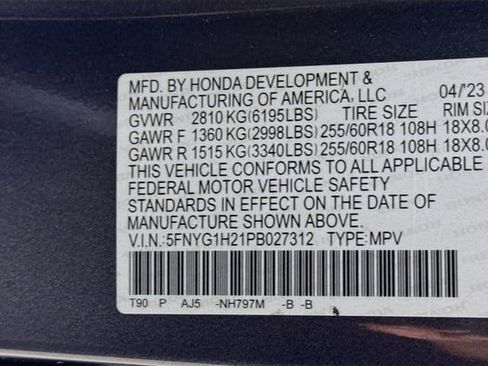 MFD. BY HONDA DEVELOPMENT &
MANUFACTURING OF AMERICA, LLC 04/'23
GVWR 2810 KG(6195LBS) TIRE SIZE RIM SIZ
GAWR F 1360 KG(2998LBS) 255/60R18 108H 18X8.0
GAWR R 1515 KG(3340LBS) 255/60R18 108H 18X8.0
THIS VEHICLE CONFORMS TO ALL APPLICABLE
FEDERAL MOTOR VEHICLE SAFETY
STANDARDS IN EFFECT ON THE DATE OF
MANUFACTURE SHOWN ABOVE.
V.I.N.:5FNYG1H21PB027312 TYPE:MPV
T90 P AJ5 -NH797M -B -B